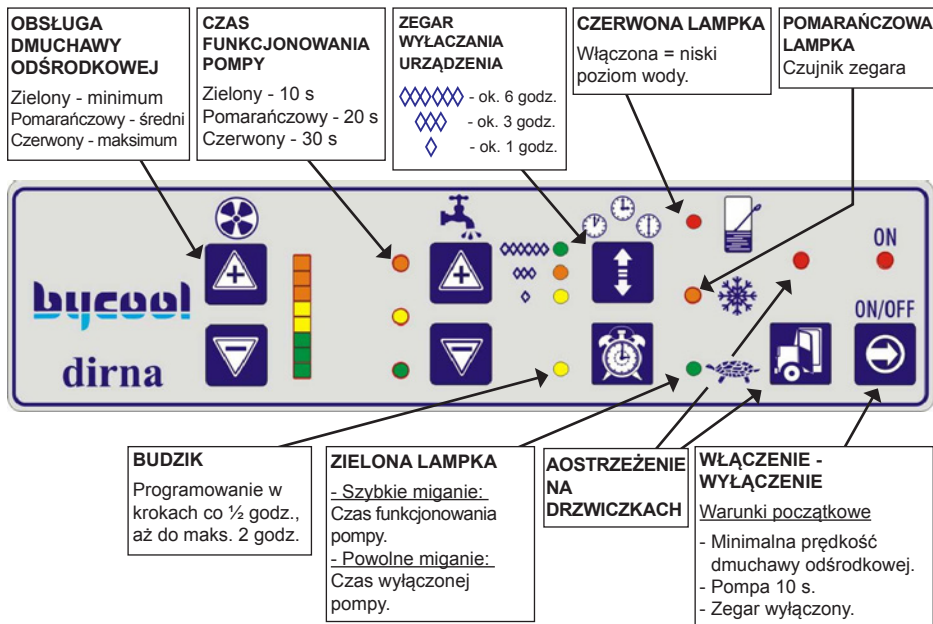 OBSŁUGA
DMUCHAWY
ODŚRODKOWEJ
Zielony - minimum
Pomarańczowy - średni
Czerwony - maksimum
CZAS
FUNKCJONOWANIA
POMPY
Zielony - 10 s
Pomarańczowy - 20 s
Czerwony - 30 s
ZEGAR
WYŁACZANIA
URZĄDZENIA
- ok. 6 godz.
- ok. 3 godz.
- ok. 1 godz.
CZERWONA LAMPKA
Włączona = niski
poziom wody.
POMARAŃCZOWA
LAMPKA
Czujnik zegara
ON
ON/OFF
bycool
dirna
BUDZIK
Programowanie w
krokach co ½ godz.,
aż do maks. 2 godz.
ZIELONA LAMPKA
- Szybkie miganie:
Czas funkcjonowania
pompy.
- Powolne miganie:
Czas wyłączonej
pompy.
AOSTRZEŻENIE
NA
DRZWICZKACH
WŁĄCZENIE -
WYŁĄCZENIE
Warunki początkowe
- Minimalna prędkość
dmuchawy odśrodkowej.
- Pompa 10 s.
- Zegar wyłączony.